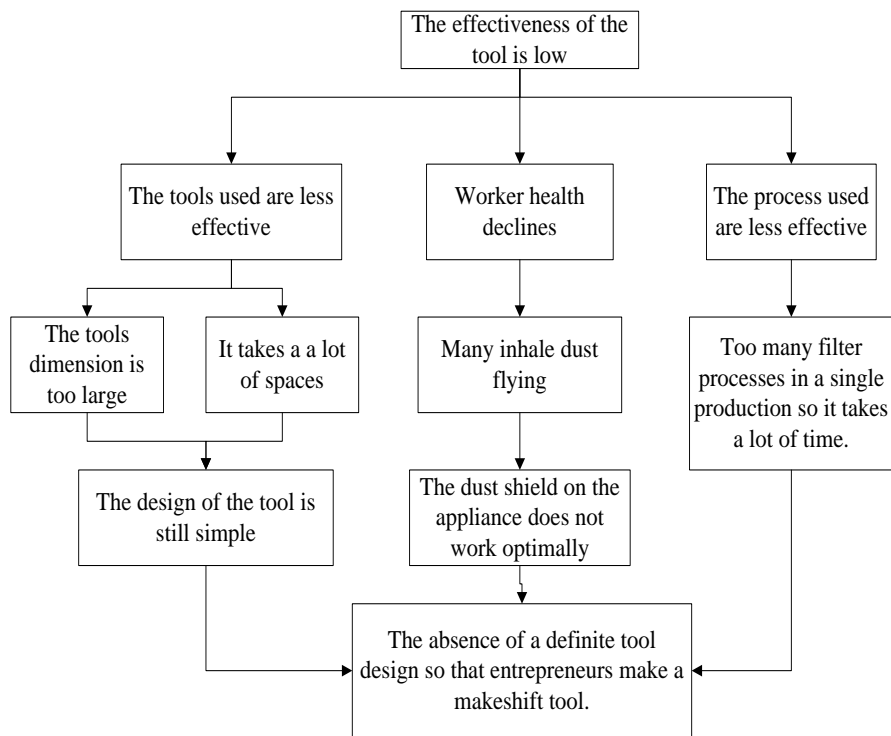 The effectiveness of the
tool is low
The tools used are less
effective
Worker health
declines
The process used
are less effective
The tools
dimension is
too large
It takes a a lot
of spaces
Many inhale dust
flying
Too many filter
processes in a single
production so it takes
a lot of time.
The design of the tool is
still simple
The dust shield on the
appliance does not
work optimally
The absence of a definite tool
design so that entrepreneurs make a
makeshift tool.